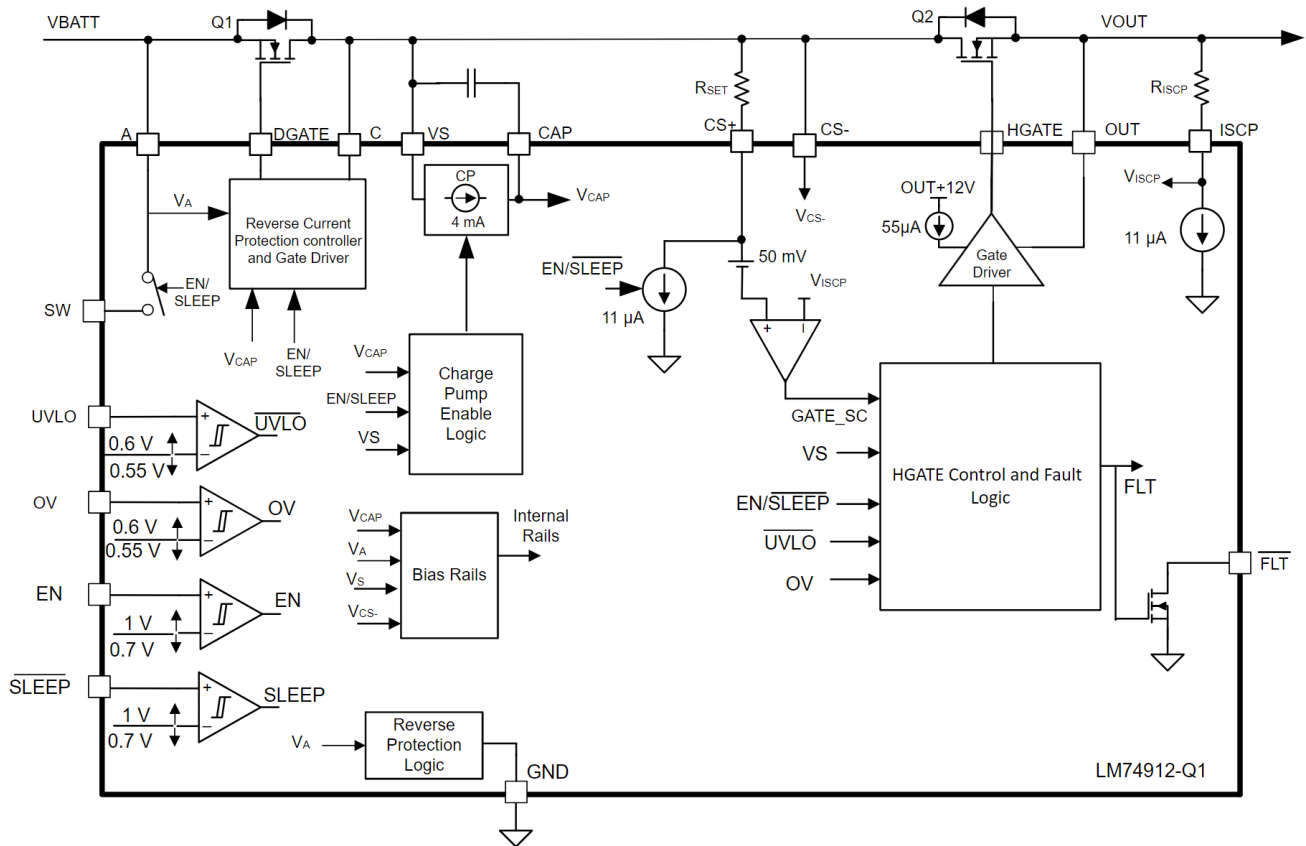 VBATT
Q1
Q2
VOUT
RSET
RISCP
A
DGATE
C
VS
CAP
CS+
CS-
HGATE
OUT
ISCP
CP
4 mA
VCAP
VA
Reverse Current
Protection controller
and Gate Driver
VCS-
OUT+12V
55µA
VISCP
11 µA
Gate
Driver
EN/
SLEEP
SW
VCAP
EN/
SLEEP
EN/SLEEP
11 µA
50 mV
VISCP
+
–
VCAP
EN/SLEEP
VS
Charge
Pump
Enable
Logic
GATE_SC
VS
EN/SLEEP
UVLO
OV
HGATE Control and Fault
Logic
FLT
FLT
UVLO
0.6 V
0.55 V
+
–
UVLO
OV
0.6 V
0.55 V
+
–
OV
EN
1 V
0.7 V
+
–
EN
SLEEP
1 V
0.7 V
+
–
SLEEP
VCAP
VA
VS
VCS-
Bias Rails
Internal
Rails
VA
Reverse
Protection
Logic
GND
LM74912-Q1